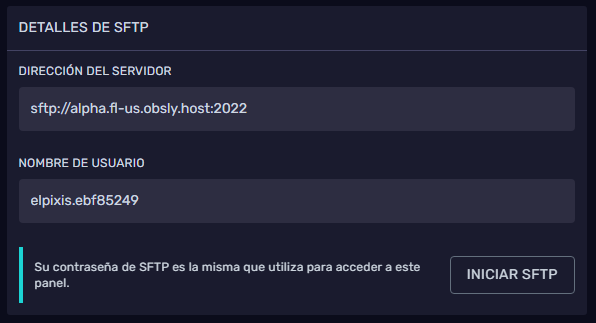 DETALLES DE SFTP
DIRECCIÓN DEL SERVIDOR
sftp://alpha.fl-us.obsly.host:2022
NOMBRE DE USUARIO
elpixis.ebf85249
Su contraseña de SFTP es la misma que utiliza para acceder a este
panel.
INICIAR SFTP